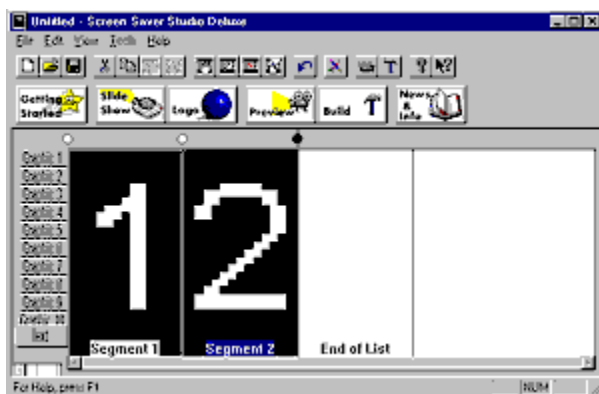 Untitled - Screen Saver Studio Deluxe
File Edit View Tools Help
Getting Started
Slide Show
Logo
Preview
Build
News & Info
Graphic 1
Graphic 2
Graphic 3
Graphic 4
Graphic 5
Graphic 6
Graphic 7
Graphic 8
Graphic 9
Graphic 10
Text
1 2
Segment 1 Segment 2 End of List
For Help, press F1 NUM